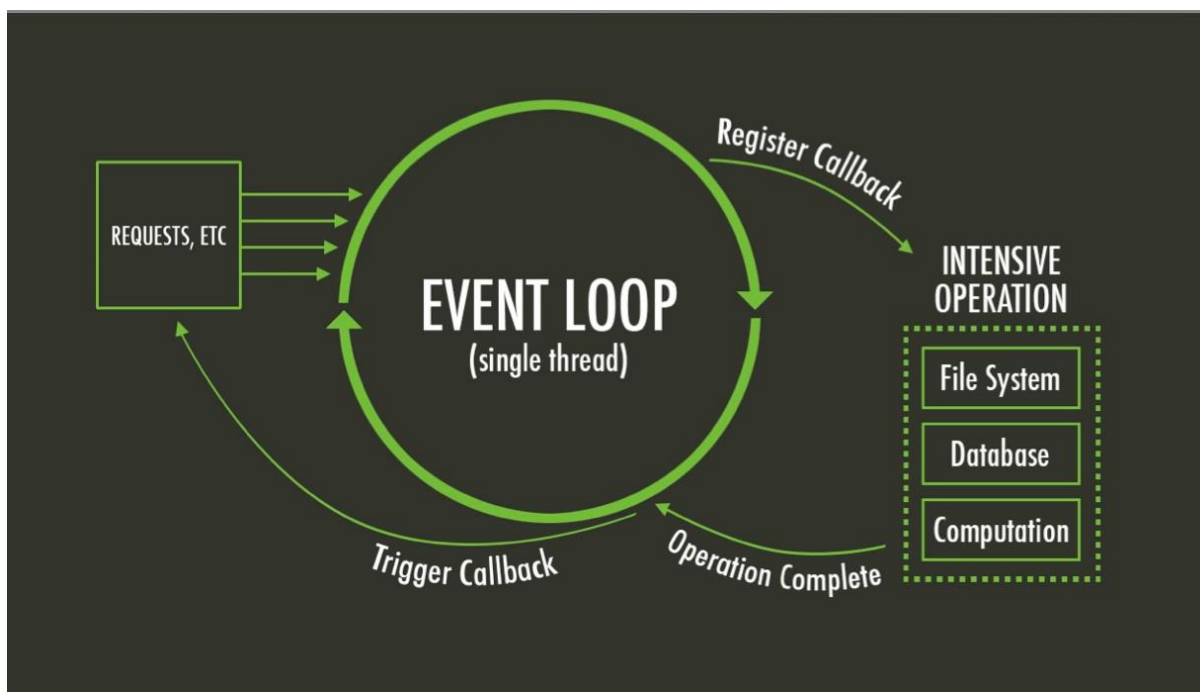 REQUESTS, ETC
EVENT LOOP
(single thread)
Register Callback
INTENSIVE
OPERATION
File System
Database
Computation
Operation Complete
Trigger Callback